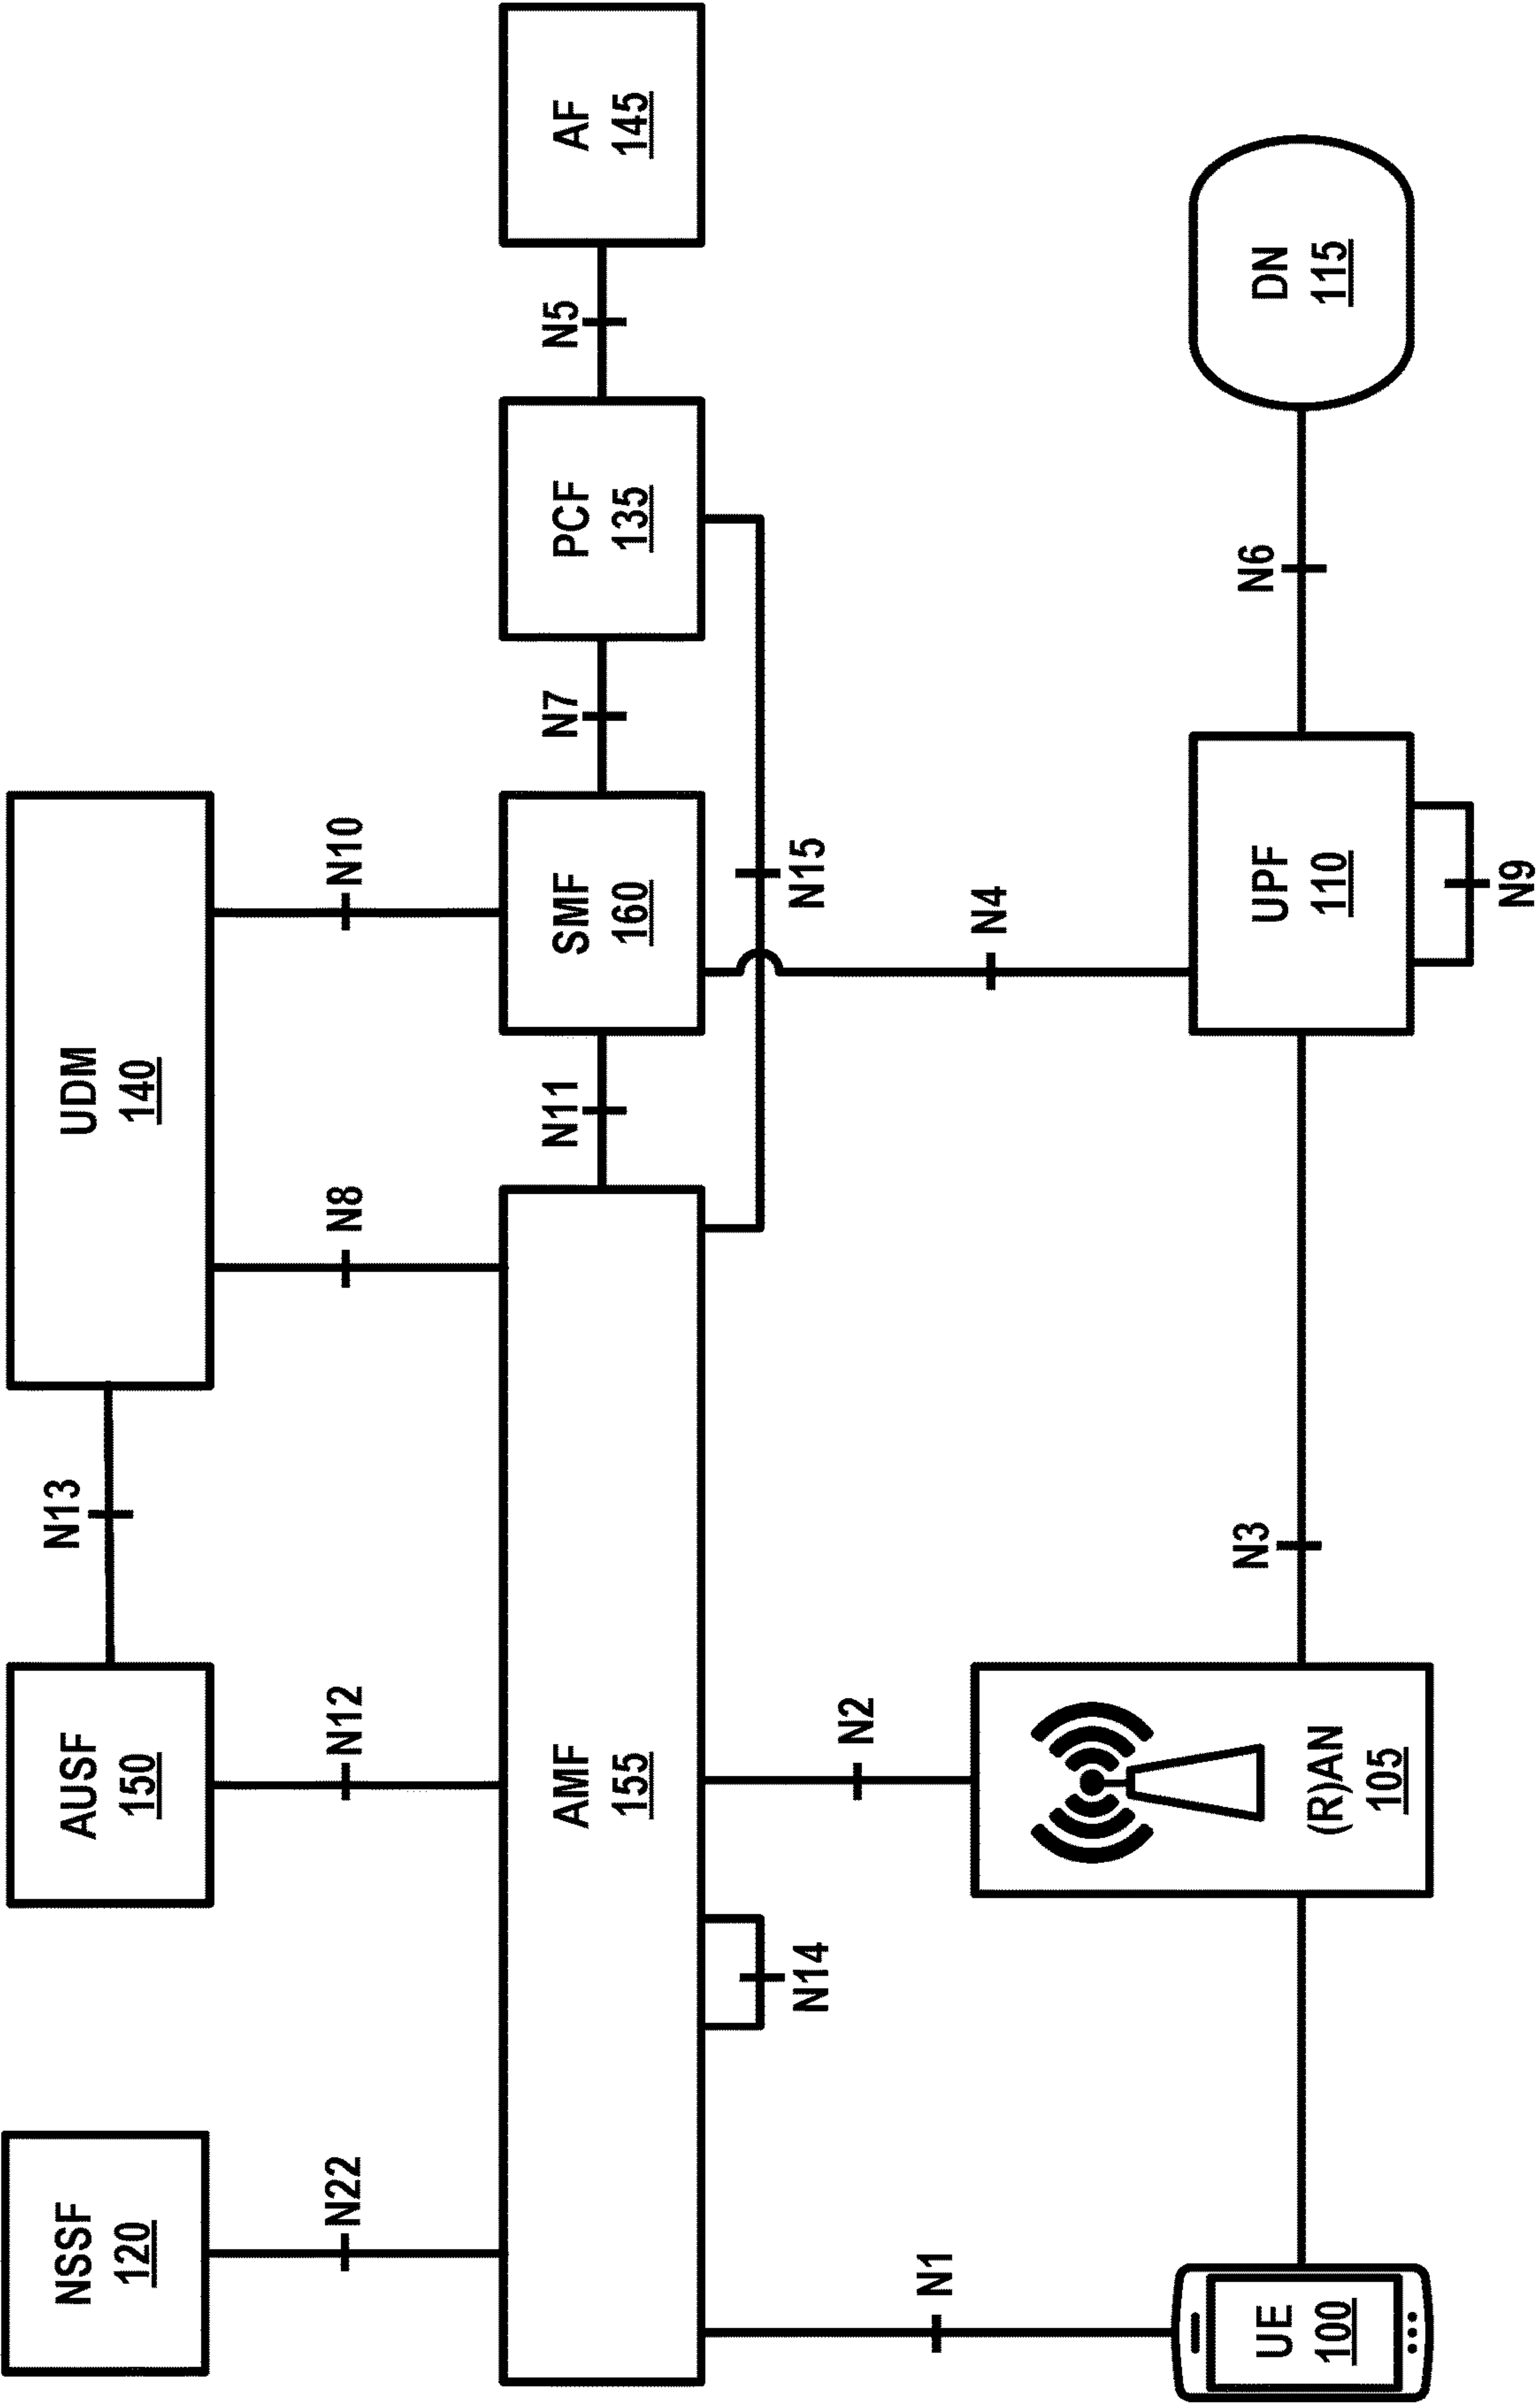 NSSF
120
AUSF
150
UDM
140
N13
N22
N12
N8
N10
AMF
155
N11
SMF
160
N7
PCF
135
N5
AF
145
N14
N15
N1
N2
N4
UE
100
(R)AN
105
N3
UPF
110
N6
DN
115
N9